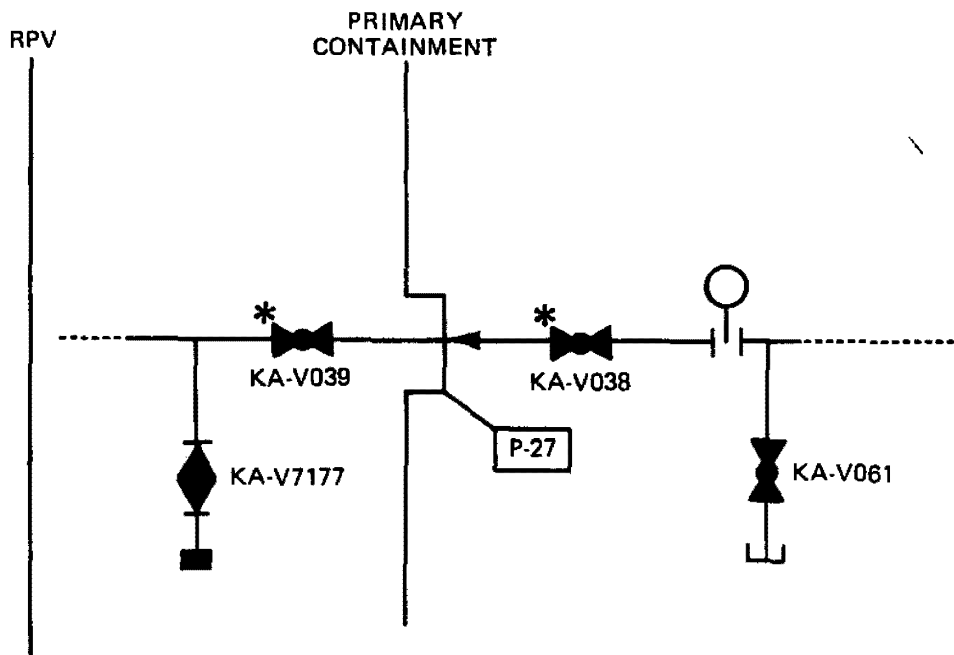 RPV
PRIMARY
CONTAINMENT
*
*
KA-V039
KA-V038
P-27
KA-V7177
KA-V061